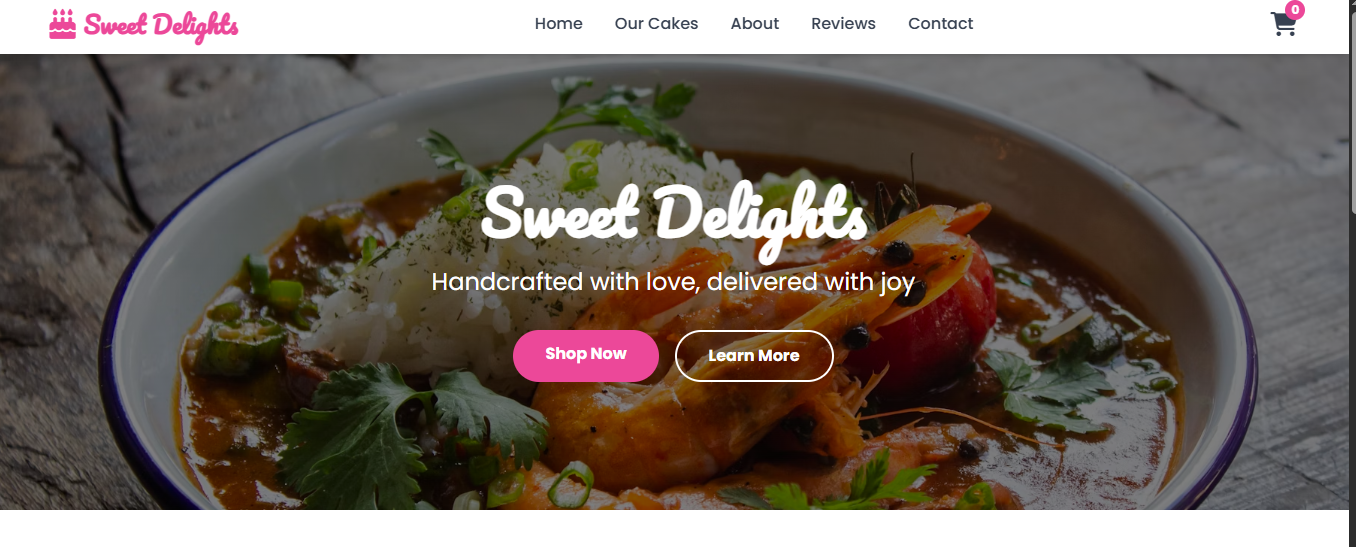 Sweet Delights
Home
Our Cakes
About
Reviews
Contact
0
Sweet Delights
Handcrafted with love, delivered with joy
Shop Now
Learn More